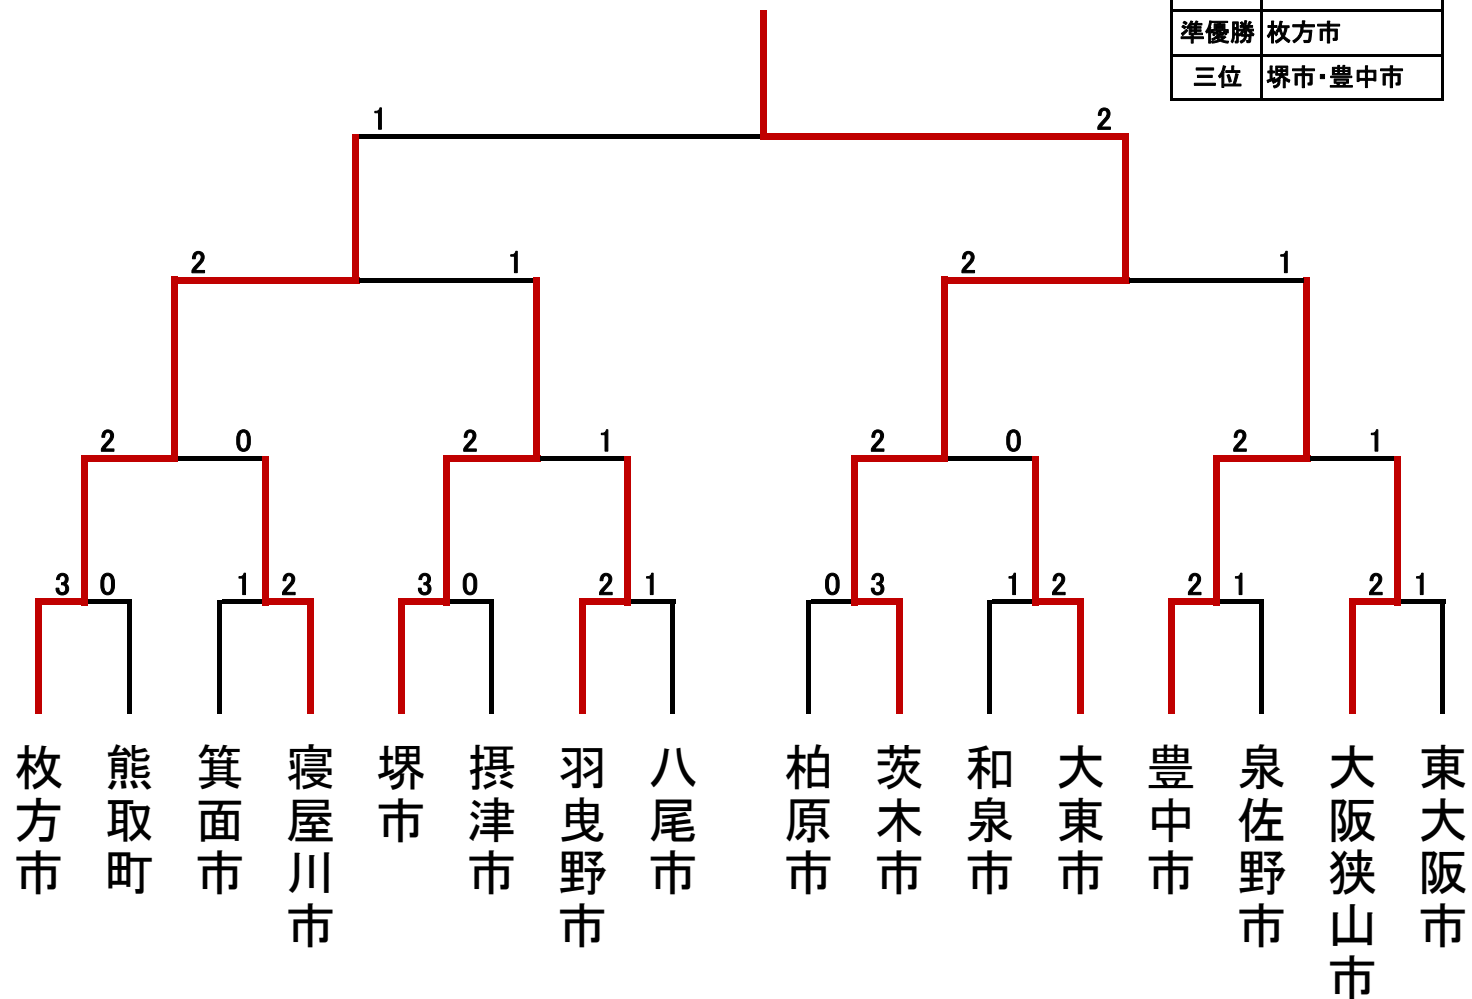 準優勝 枚方市
三位 堺市・豊中市
1 2
2 1 2 1
2 0 2 1 2 0 2 1
3 0 1 2 3 0 2 1 0 3 1 2 2 1 2 1
枚方市
熊取町
箕面市
寝屋川市
堺市
摂津市
羽曳野市
八尾市
柏原市
茨木市
和泉市
大東市
豊中市
泉佐野市
大阪狭山市
東大阪市